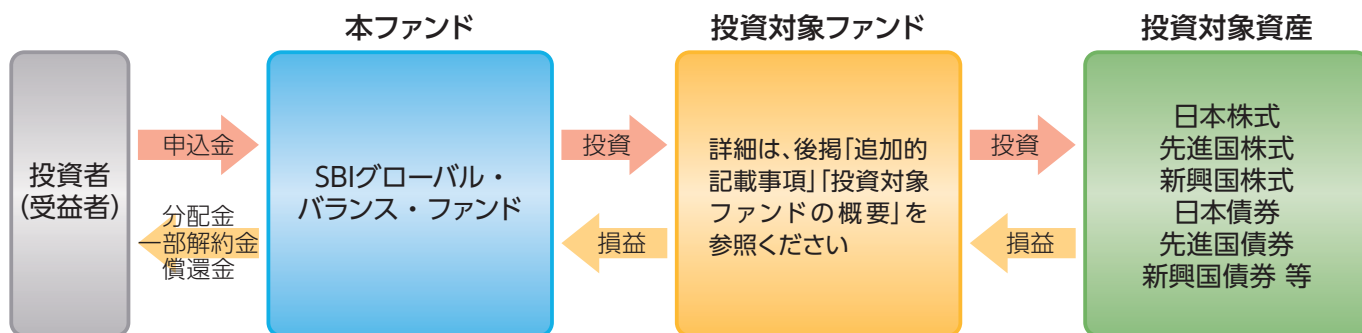 本ファンド
投資対象ファンド
投資対象資産
投資者
(受益者)
申込金
分配金
一部解約金
償還金
SBIグローバル・
バランス・ファンド
投資
損益
詳細は、後掲「追加的
記載事項」「投資対象
ファンドの概要」を
参照ください
投資
損益
日本株式
先進国株式
新興国株式
日本債券
先進国債券
新興国債券 等